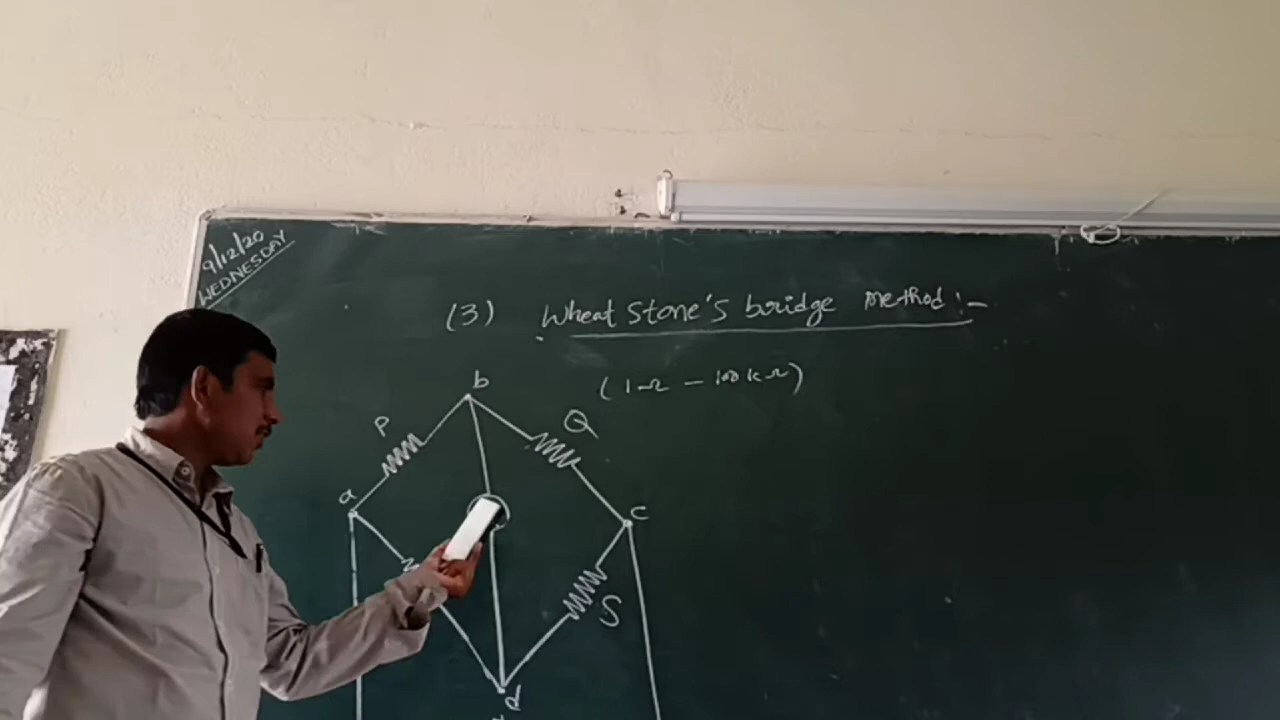 9/12/20
WEDNESDAY
(3) Wheat Stone's bridge method:-
(1Ω - 100kΩ)
b
P
Q
a
c
S
d